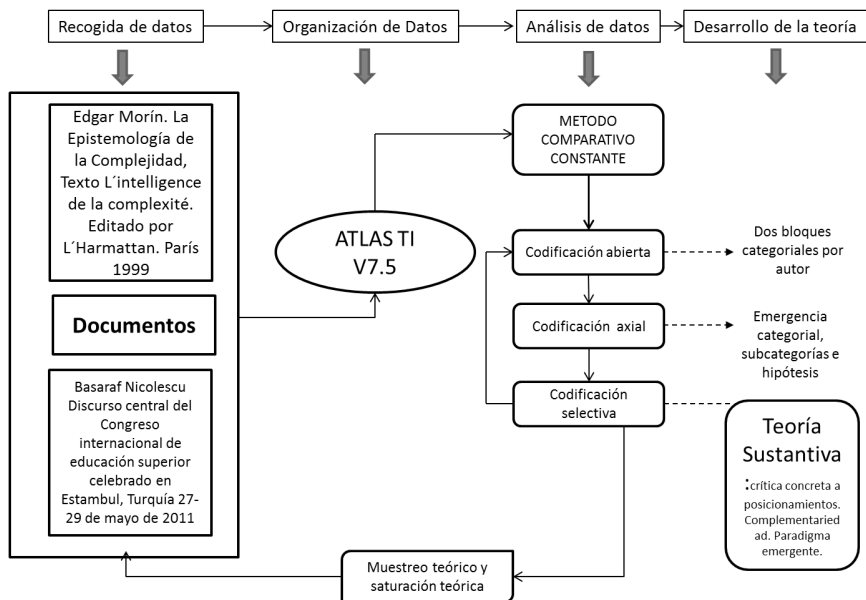 Recogida de datos
Organización de Datos
Análisis de datos
Desarrollo de la teoría
Edgar Morín. La
Epistemología
de la Complejidad,
Texto L´intelligence
de la complexité.
Editado por
L´Harmattan. París
1999
Documentos
Basaraf Nicolescu
Discurso central del
Congreso
internacional de
educación superior
celebrado en
Estambul, Turquía 27-
29 de mayo de 2011
ATLAS TI
V7.5
METODO
COMPARATIVO
CONSTANTE
Codificación abierta
Codificación axial
Codificación
selectiva
Dos bloques
categoriales por
autor
Emergencia
categorial,
subcategorías e
hipótesis
Teoría
Sustantiva
:crítica concreta a
posicionamientos.
Complementaried
ad. Paradigma
emergente.
Muestreo teórico y
saturación teórica